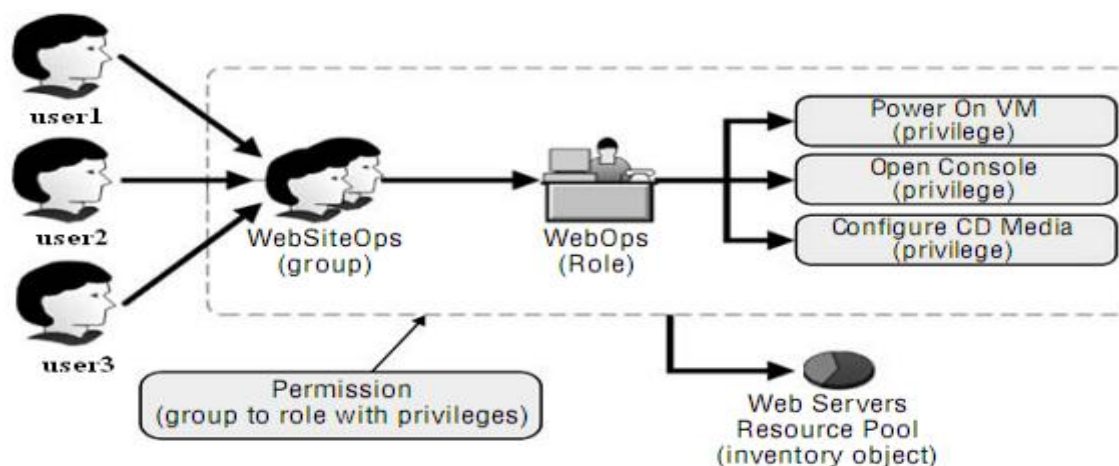 user1
user2
user3
WebSiteOps
(group)
WebOps
(Role)
Power On VM
(privilege)
Open Console
(privilege)
Configure CD Media
(privilege)
Permission
(group to role with privileges)
Web Servers
Resource Pool
(inventory object)